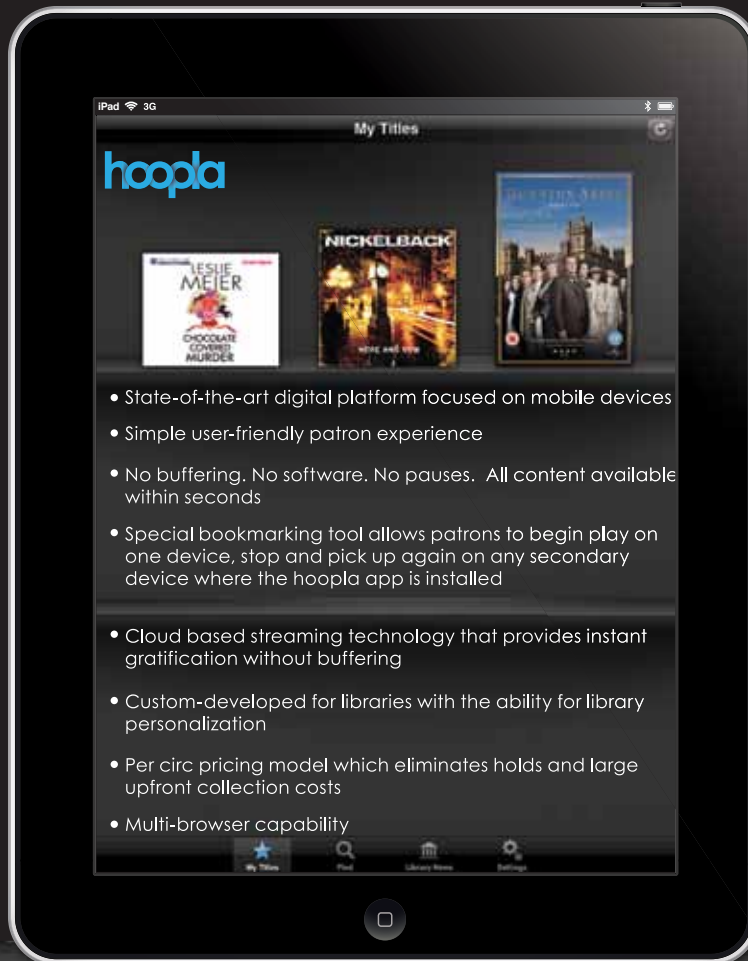 iPad 3G
My Titles
hoopla
LESLIE
MEIER
CHOCOLATE
COVERED
MURDER
NICKELBACK
HERE AND NOW
DOWNTON ABBEY
• State-of-the-art digital platform focused on mobile devices
• Simple user-friendly patron experience
• No buffering. No software. No pauses. All content available
within seconds
• Special bookmarking tool allows patrons to begin play on
one device, stop and pick up again on any secondary
device where the hoopla app is installed
• Cloud based streaming technology that provides instant
gratification without buffering
• Custom-developed for libraries with the ability for library
personalization
• Per circ pricing model which eliminates holds and large
upfront collection costs
• Multi-browser capability
My Titles Find Library News Settings